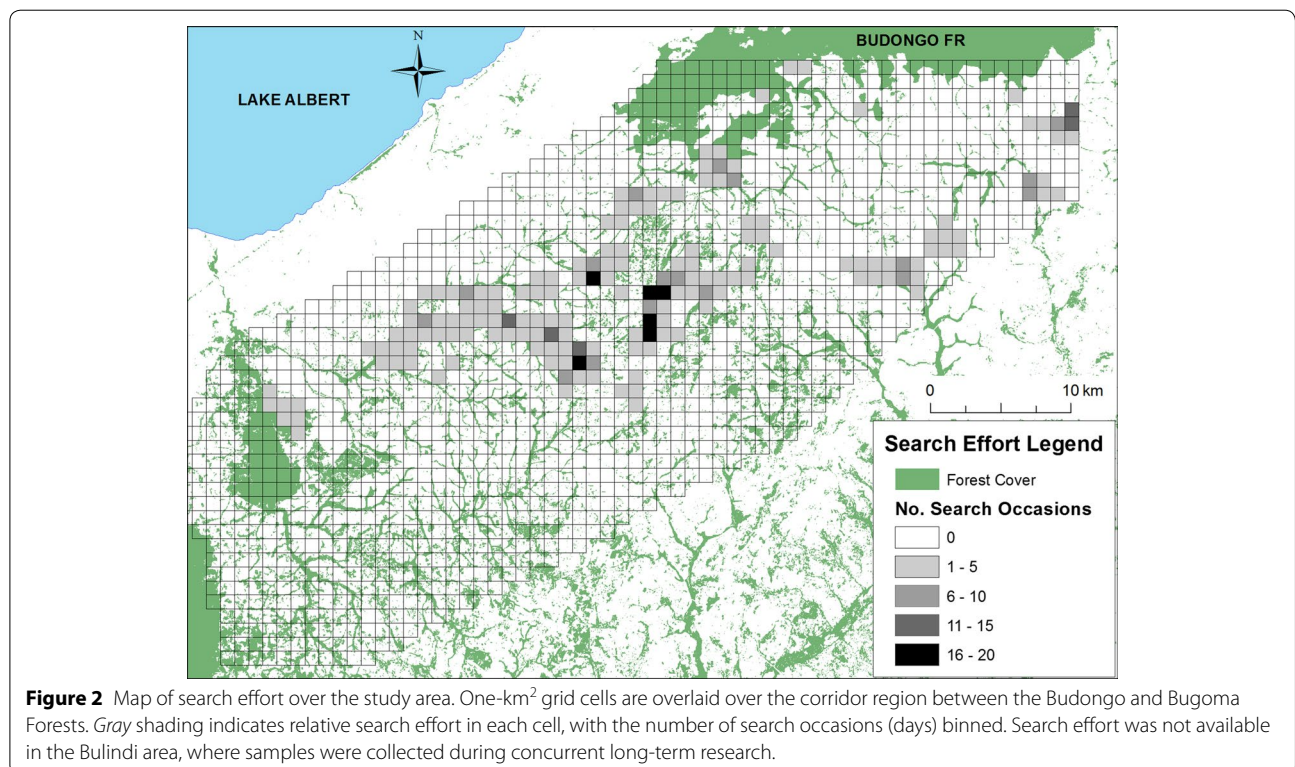 BUDONGO FR
N
LAKE ALBERT
0 10 km
Search Effort Legend
Forest Cover
No. Search Occasions
0
1 - 5
6 - 10
11 - 15
16 - 20
Figure 2 Map of search effort over the study area. One-km² grid cells are overlaid over the corridor region between the Budongo and Bugoma
Forests. Gray shading indicates relative search effort in each cell, with the number of search occasions (days) binned. Search effort was not available
in the Bulindi area, where samples were collected during concurrent long-term research.